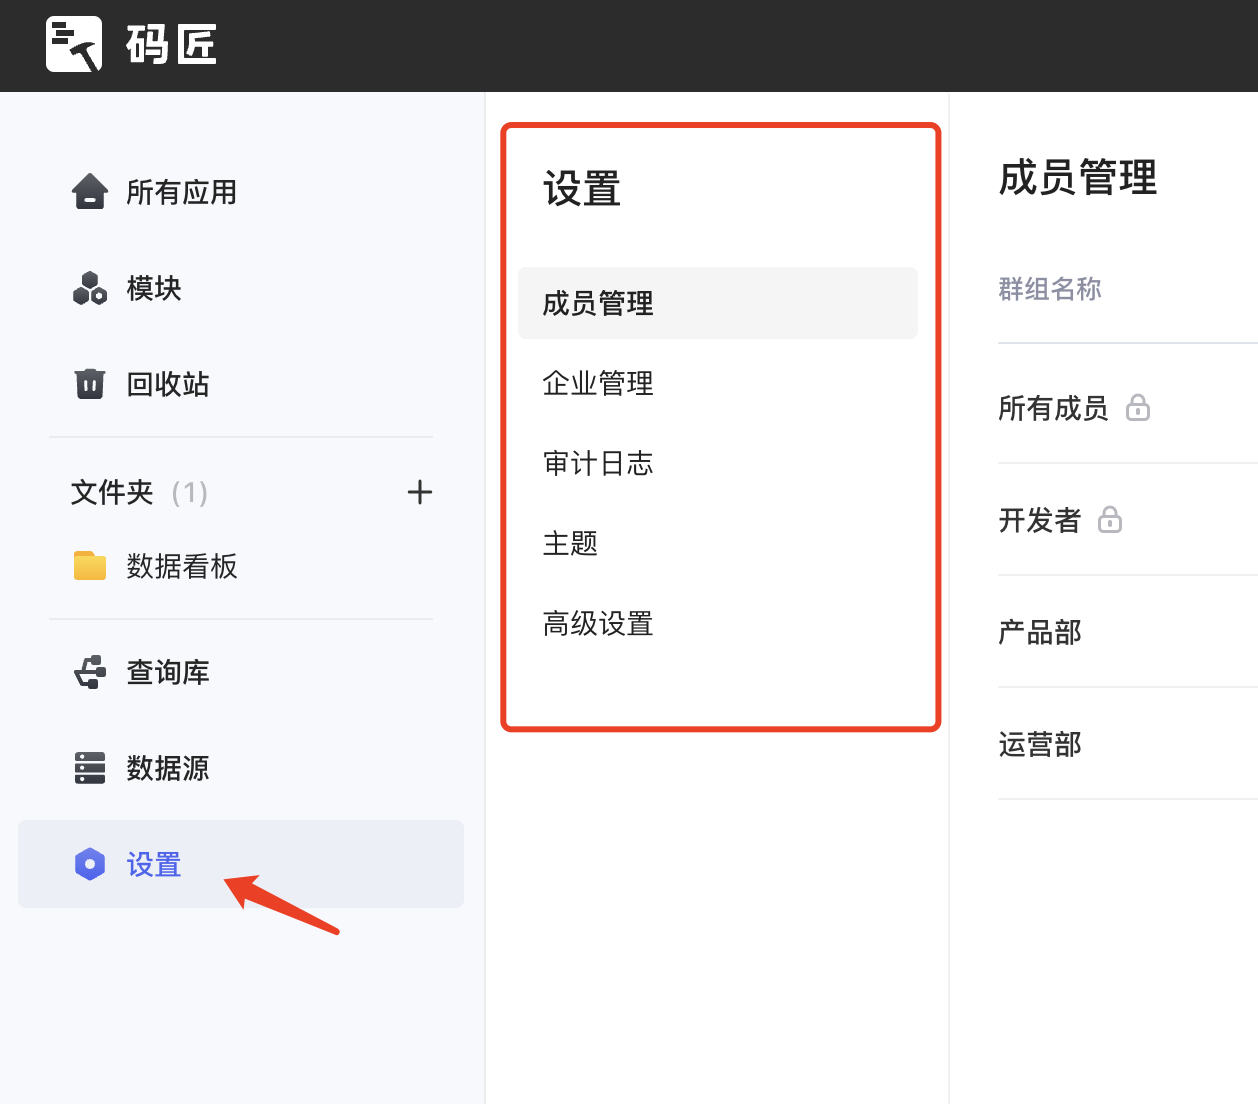 码匠
所有应用
模块
回收站
文件夹 (1)
数据看板
查询库
数据源
设置
设置
成员管理
企业管理
审计日志
主题
高级设置
成员管理
群组名称
所有成员
开发者
产品部
运营部